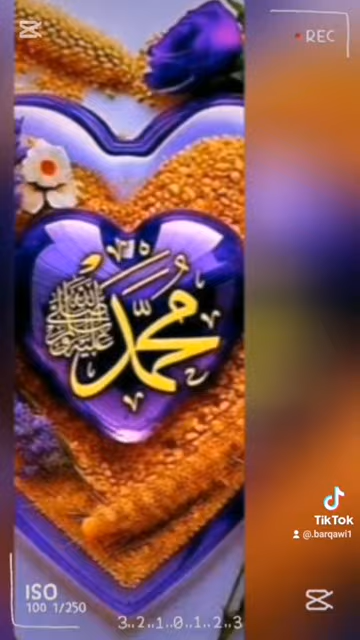 REC
محمد
صلى الله عليه وسلم
ISO
100 1/250
3..2..1..0..1..2..3
TikTok
@.barqawi1